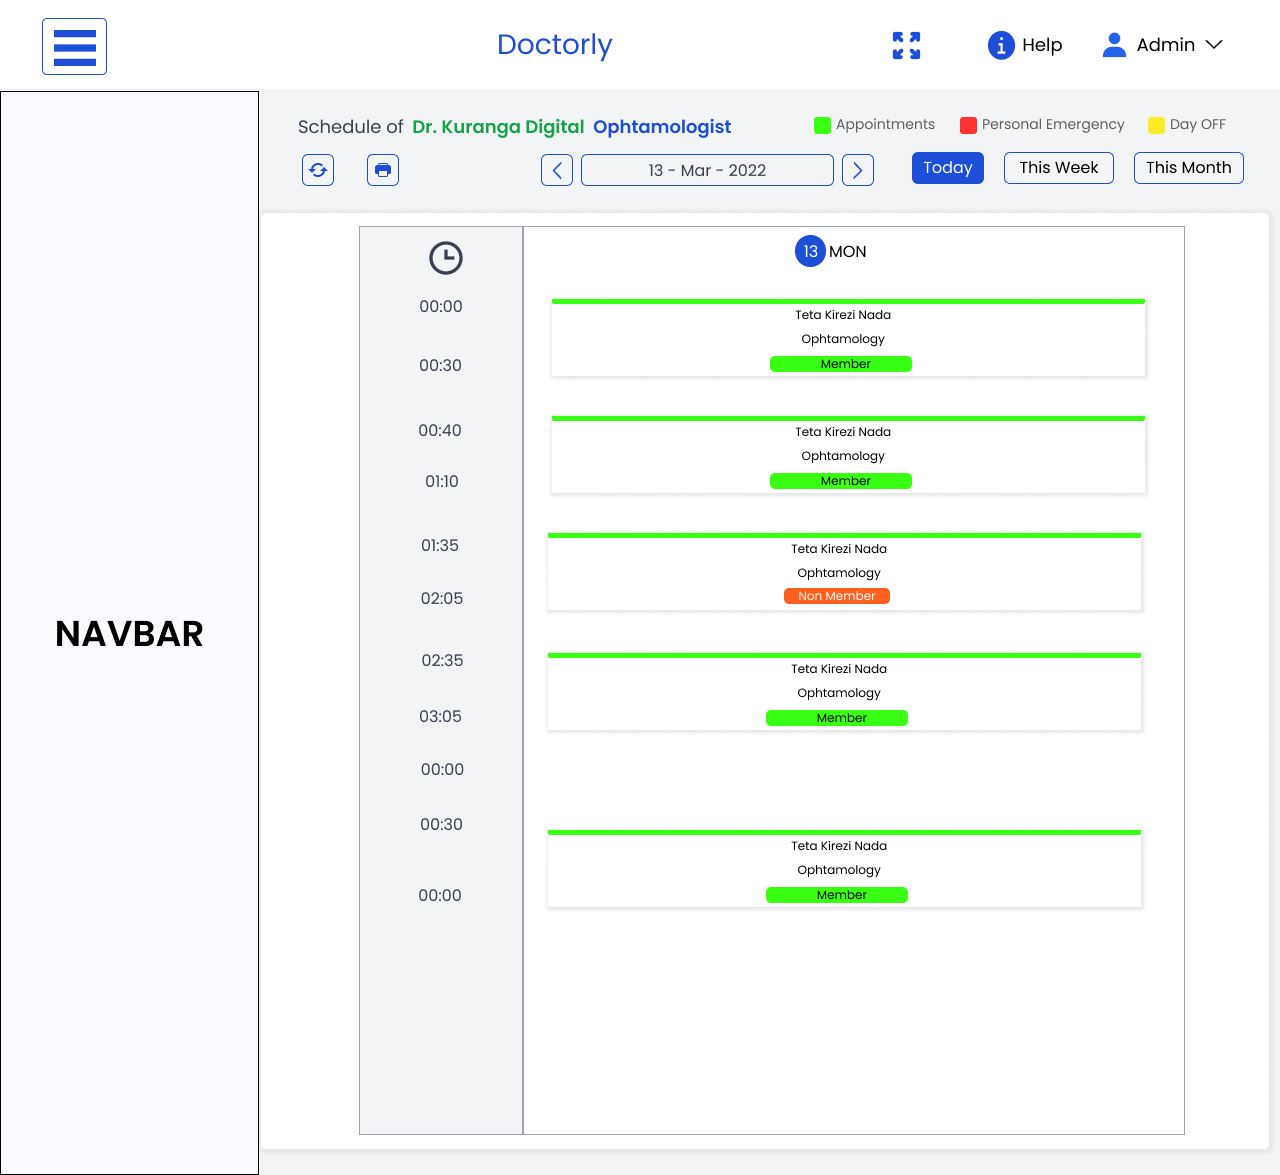 Doctorly
Help
Admin
Schedule of Dr. Kuranga Digital Ophtamologist
Appointments
Personal Emergency
Day OFF
13 - Mar - 2022
Today
This Week
This Month
NAVBAR
13 MON
00:00
Teta Kirezi Nada
Ophtamology
00:30
Member
00:40
Teta Kirezi Nada
Ophtamology
01:10
Member
01:35
Teta Kirezi Nada
Ophtamology
02:05
Non Member
02:35
Teta Kirezi Nada
Ophtamology
03:05
Member
00:00
00:30
Teta Kirezi Nada
Ophtamology
00:00
Member